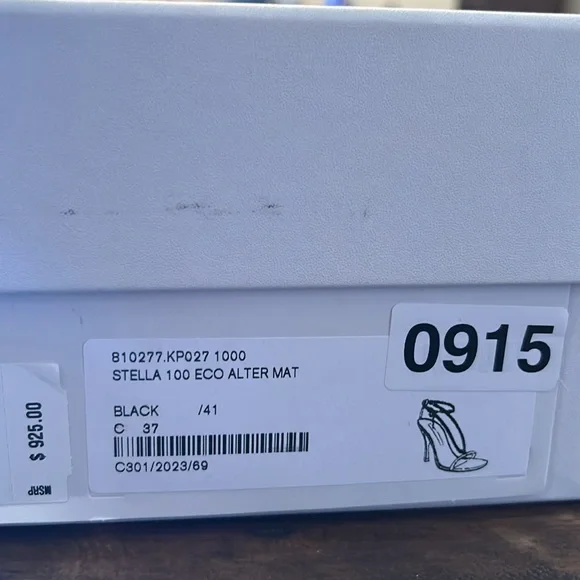 0915
810277.KP027 1000
STELLA 100 ECO ALTER MAT
BLACK /41
C 37
C301/2023/69
$ 925.00
MSRP